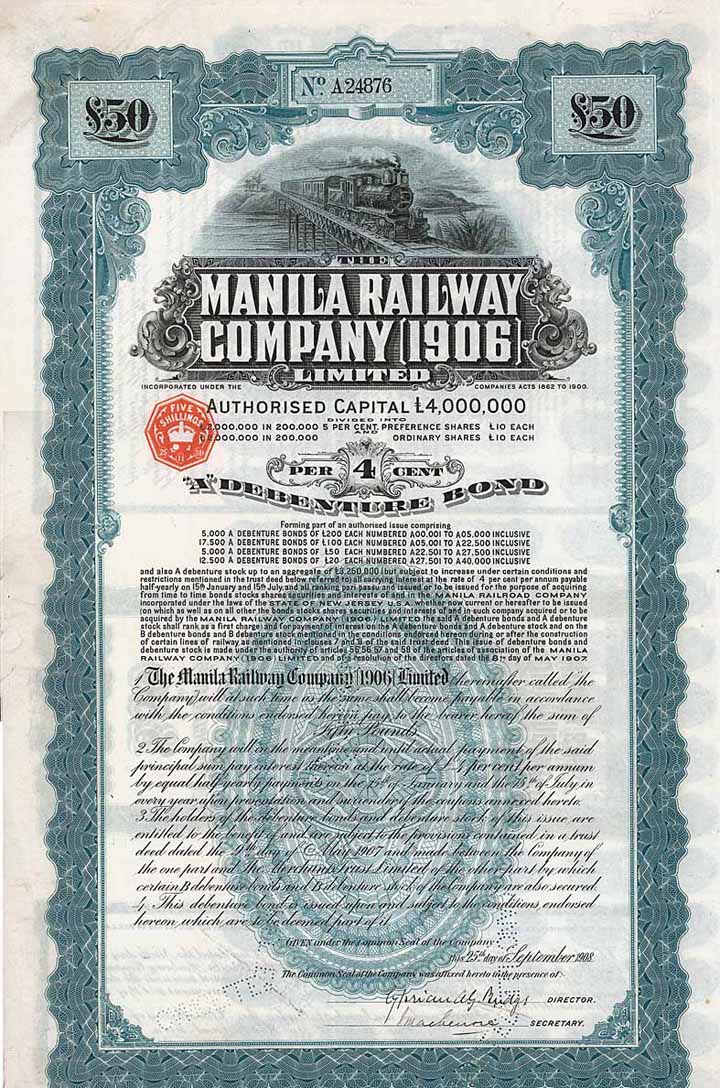 Nº A24876
£50
£50
THE
MANILA RAILWAY
COMPANY (1906)
LIMITED
INCORPORATED UNDER THE COMPANIES ACTS 1862 TO 1900.
AUTHORISED CAPITAL £4,000,000
DIVIDED INTO
2,000,000 IN 200.000 5 PER CENT. PREFERENCE SHARES £10 EACH
AND
2,000,000 IN 200.000 ORDINARY SHARES £10 EACH
FIVE
SHILLINGS
4 PER CENT
"A" DEBENTURE BOND
Forming part of an authorised issue comprising
5,000 A DEBENTURE BONDS OF £200 EACH NUMBERED A00.001 TO A05.000 INCLUSIVE
17.500 A DEBENTURE BONDS OF £100 EACH NUMBERED A05.001 TO A22.500 INCLUSIVE
5,000 A DEBENTURE BONDS OF £50 EACH NUMBERED A22.501 TO A27.500 INCLUSIVE
12.500 A DEBENTURE BONDS OF £20 EACH NUMBERED A27.501 TO A40.000 INCLUSIVE
and also A debenture stock up to an aggregate of £3,250,000 (but subject to increase under certain conditions and
restrictions mentioned in the trust deed below referred to) all carrying interest at the rate of 4 per cent per annum payable
half-yearly on 15th January and 15th July, and all ranking pari passu and issued or to be issued for the purpose of acquiring
from time to time bonds stocks shares securities and interests of and in the MANILA RAILROAD COMPANY
incorporated under the laws of the STATE OF NEW JERSEY U.S.A. whether now current or hereafter to be issued
(on which as well as on all other the bonds stocks shares securities and interests of and in such company acquired or to be
acquired by the MANILA RAILWAY COMPANY (1906) LIMITED the said A debenture bonds and A debenture
stock shall rank as a first charge) and for payment of interest on the A debenture bonds and A debenture stock and on the
B debenture bonds and B debenture stock mentioned in the conditions endorsed hereon during or after the construction
of certain lines of railway as mentioned in clauses 7 and 8 of the said trust deed. This issue of debenture bonds and
debenture stock is made under the authority of articles 55, 56, 57 and 58 of the articles of association of the MANILA
RAILWAY COMPANY (1906) LIMITED and of a resolution of the directors dated the 8th day of MAY 1907.
1. The Manila Railway Company (1906) Limited (hereinafter called the
Company) will at such time as the same shall become payable in accordance
with the conditions endorsed hereon pay to the bearer hereof the sum of
Fifty Pounds.
2. The Company will in the meantime and until actual payment of the said
principal sum pay interest thereon at the rate of £4 per cent per annum
by equal half yearly payments on the 15th of January and the 15th of July in
every year upon presentation and surrender of the coupons annexed hereto.
3. The holders of the debenture bonds and debenture stock of this issue are
entitled to the benefit of and are subject to the provisions contained in a trust
deed dated the 9th day of May 1907 and made between the Company of
the one part and The Merchants Trust Limited of the other part by which
certain B debenture bonds and B debenture stock of the Company are also secured.
4. This debenture bond is issued upon and subject to the conditions endorsed
hereon which are to be deemed part of it.
GIVEN under the Common Seal of the Company
this 25th day of September 1908
The Common Seal of the Company was affixed hereto in the presence of:-
DIRECTOR.
Mackenzie SECRETARY.